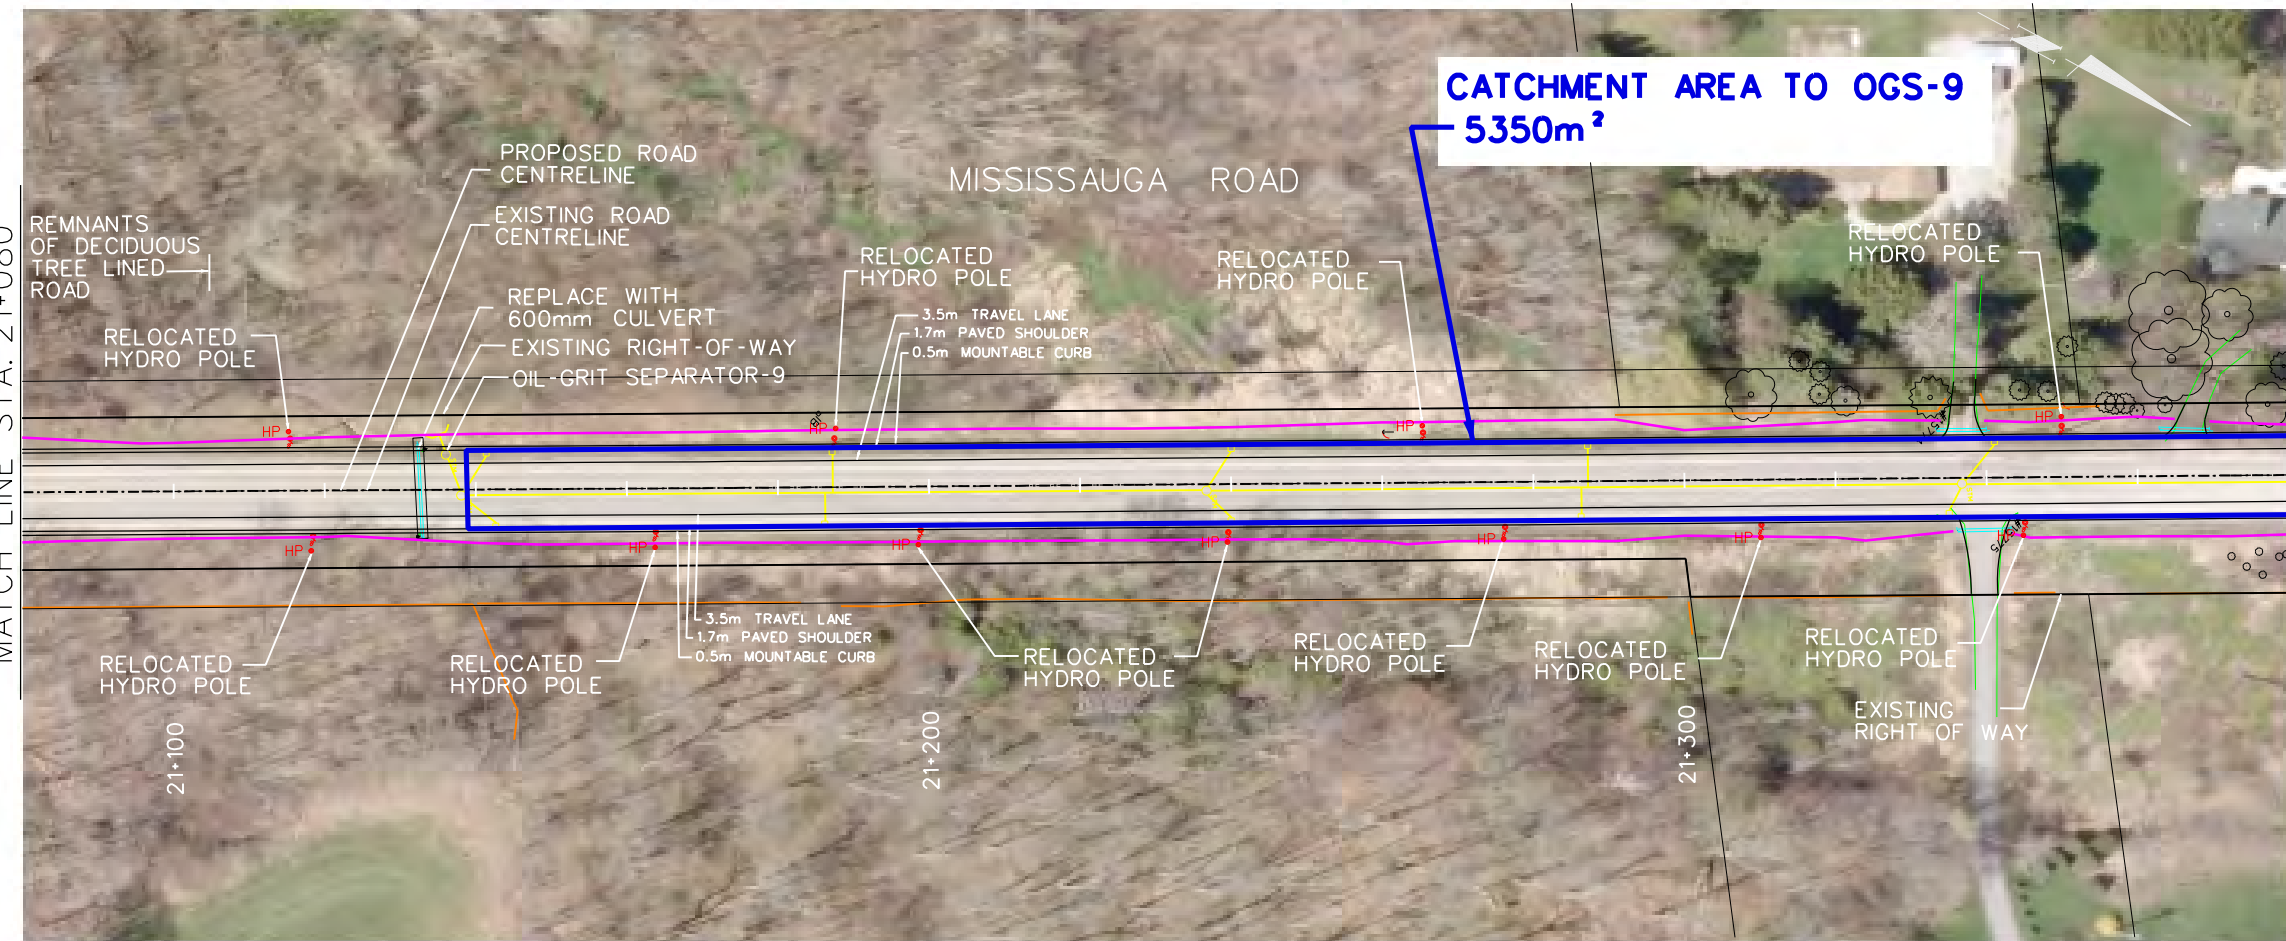 CATCHMENT AREA TO OGS-9
5350m²
MISSISSAUGA ROAD
PROPOSED ROAD
CENTRELINE
EXISTING ROAD
CENTRELINE
REMNANTS
OF DECIDUOUS
TREE LINED
ROAD
RELOCATED
HYDRO POLE
REPLACE WITH
600mm CULVERT
EXISTING RIGHT-OF-WAY
OIL-GRIT SEPARATOR-9
RELOCATED
HYDRO POLE
3.5m TRAVEL LANE
1.7m PAVED SHOULDER
0.5m MOUNTABLE CURB
RELOCATED
HYDRO POLE
RELOCATED
HYDRO POLE
HP
HP
HP
HP
HP
HP
HP
HP
HP
HP
3.5m TRAVEL LANE
1.7m PAVED SHOULDER
0.5m MOUNTABLE CURB
RELOCATED
HYDRO POLE
RELOCATED
HYDRO POLE
RELOCATED
HYDRO POLE
RELOCATED
HYDRO POLE
RELOCATED
HYDRO POLE
RELOCATED
HYDRO POLE
EXISTING
RIGHT OF WAY
21+100
21+200
21+300
MATCH LINE STA. 21+080